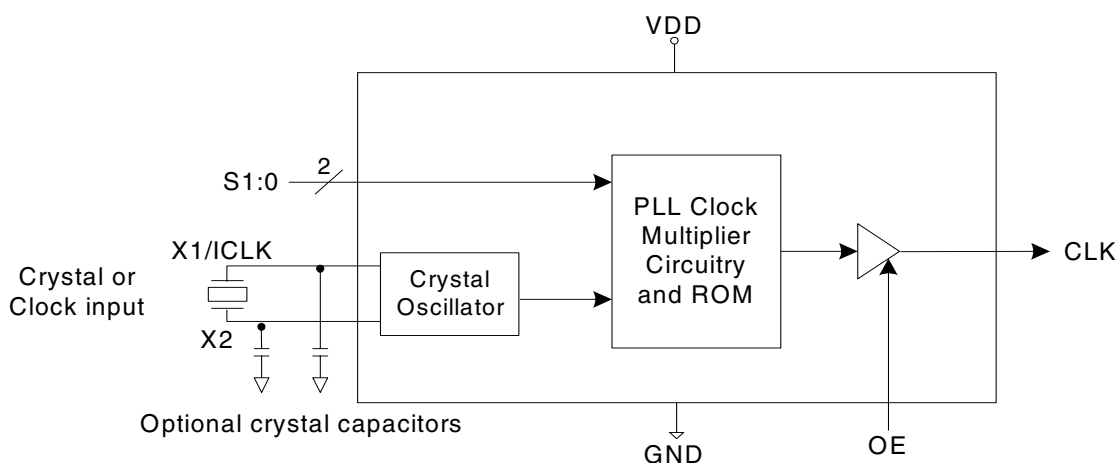 VDD
2
S1:0
PLL Clock
Multiplier
Circuitry
and ROM
X1/ICLK
Crystal or
Clock input
Crystal
Oscillator
CLK
X2
Optional crystal capacitors
GND
OE